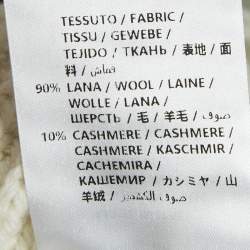 TESSUTO / FABRIC /
TISSU / GEWEBE /
TEJIDO / ТКАНЬ / 表地 / 面
料 / قماش
90% LANA / WOOL / LAINE /
WOLLE / LANA /
ШЕРСТЬ / 毛 / 羊毛 / صوف
10% CASHMERE / CASHMERE /
CASHMERE / KASCHMIR /
CACHEMIRA /
КАШЕМИР / カシミヤ / 山
羊绒 / صوف الكشمير